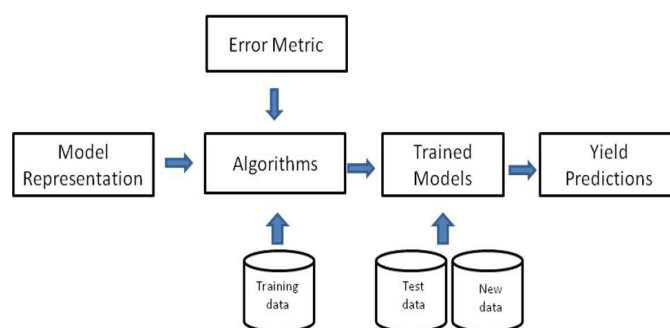 Error Metric
Model
Representation
Algorithms
Trained
Models
Yield
Predictions
Training
data
Test
data
New
data